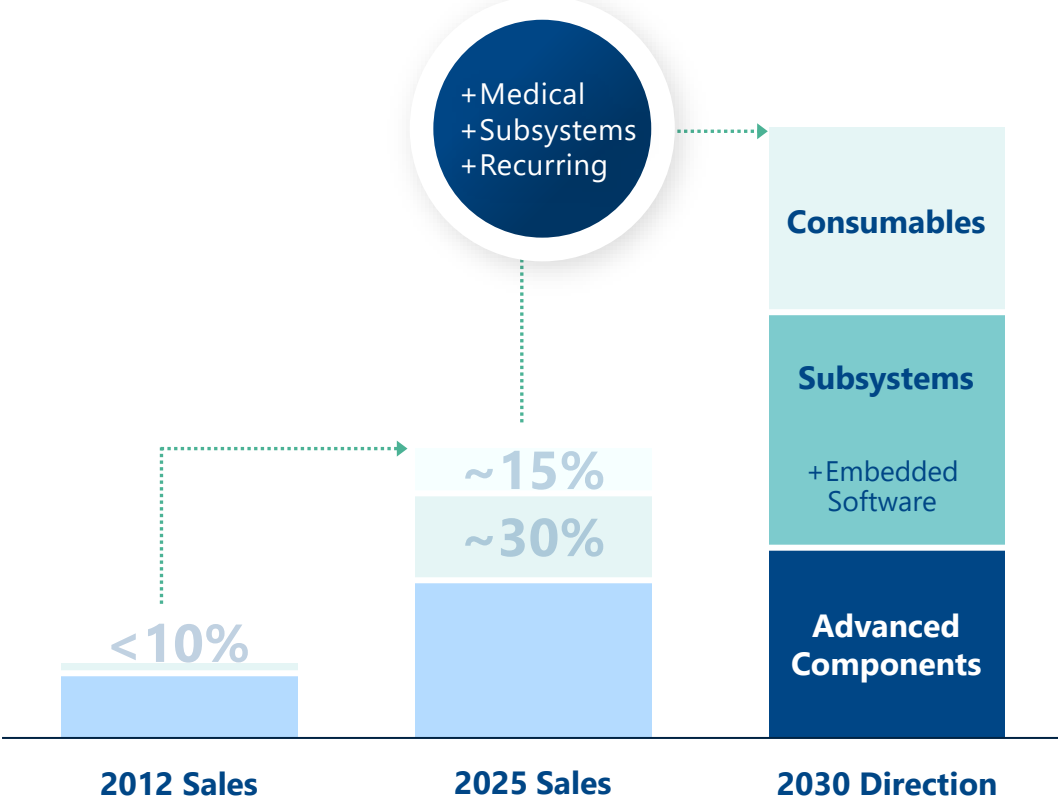 +Medical
+Subsystems
+Recurring
Consumables
Subsystems
+Embedded
Software
~15%
~30%
<10%
Advanced
Components
2012 Sales
2025 Sales
2030 Direction